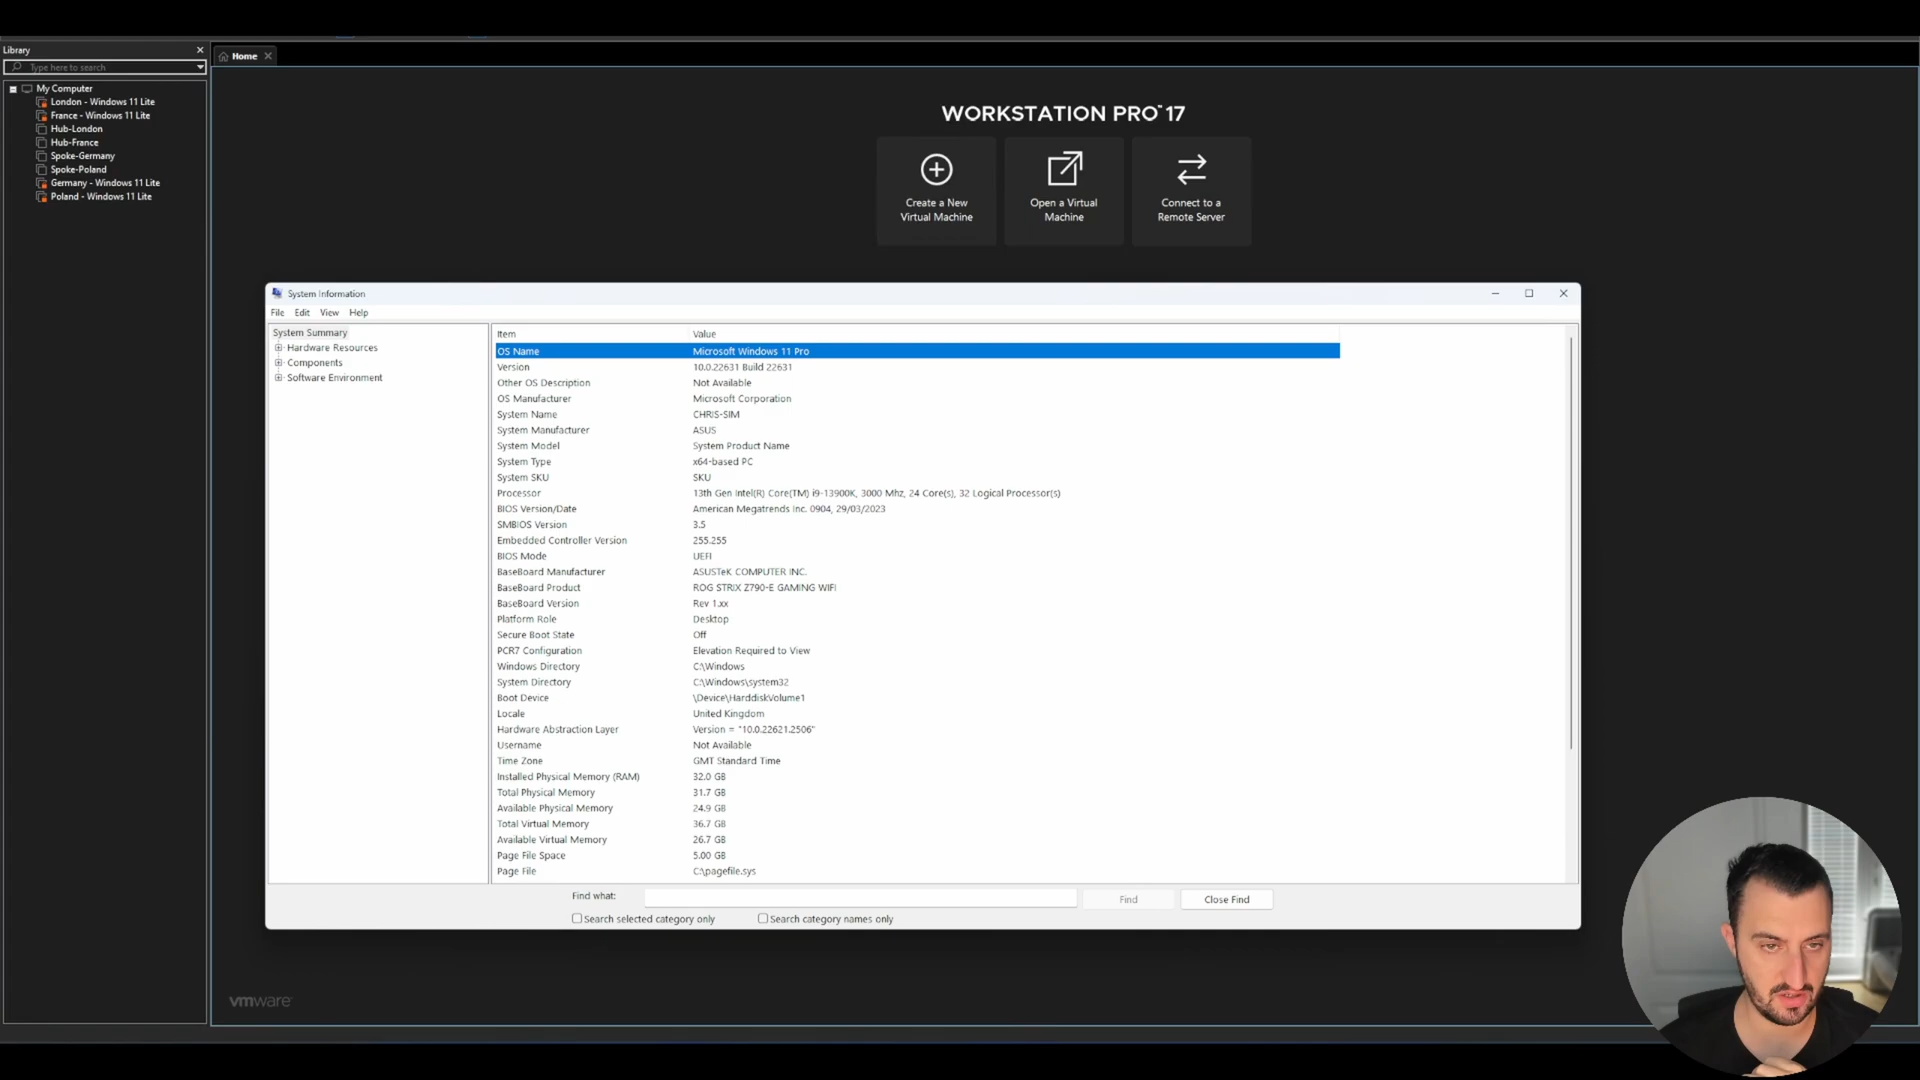 Library
Home
Type here to search
My Computer
London - Windows 11 Lite
France - Windows 11 Lite
Hub-London
Hub-France
Spoke-Germany
Spoke-Poland
Germany - Windows 11 Lite
Poland - Windows 11 Lite
WORKSTATION PRO™ 17
Create a New
Virtual Machine
Open a Virtual
Machine
Connect to a
Remote Server
System Information
File Edit View Help
System Summary
Hardware Resources
Components
Software Environment
Item Value
OS Name Microsoft Windows 11 Pro
Version 10.0.22631 Build 22631
Other OS Description Not Available
OS Manufacturer Microsoft Corporation
System Name CHRIS-SIM
System Manufacturer ASUS
System Model System Product Name
System Type x64-based PC
System SKU SKU
Processor 13th Gen Intel(R) Core(TM) i9-13900K, 3000 Mhz, 24 Core(s), 32 Logical Processor(s)
BIOS Version/Date American Megatrends Inc. 0904, 29/03/2023
SMBIOS Version 3.5
Embedded Controller Version 255.255
BIOS Mode UEFI
BaseBoard Manufacturer ASUSTeK COMPUTER INC.
BaseBoard Product ROG STRIX Z790-E GAMING WIFI
BaseBoard Version Rev 1.xx
Platform Role Desktop
Secure Boot State Off
PCR7 Configuration Elevation Required to View
Windows Directory C:\Windows
System Directory C:\Windows\system32
Boot Device \Device\HarddiskVolume1
Locale United Kingdom
Hardware Abstraction Layer Version = "10.0.22621.2506"
Username Not Available
Time Zone GMT Standard Time
Installed Physical Memory (RAM) 32.0 GB
Total Physical Memory 31.7 GB
Available Physical Memory 24.9 GB
Total Virtual Memory 36.7 GB
Available Virtual Memory 26.7 GB
Page File Space 5.00 GB
Page File C:\pagefile.sys
Find what: Find Close Find
Search selected category only Search category names only
vmware